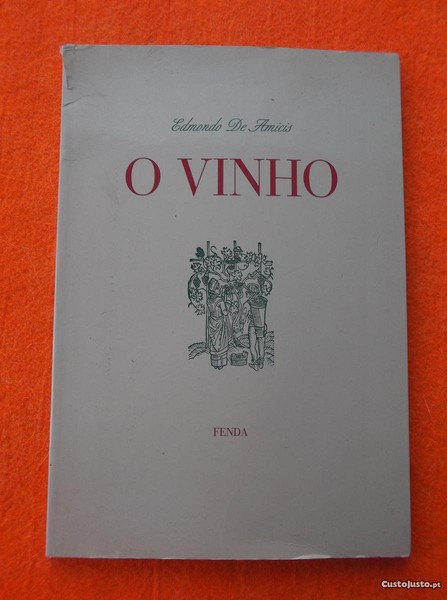 Edmondo De Amicis
O VINHO
FENDA
CustoJusto.pt